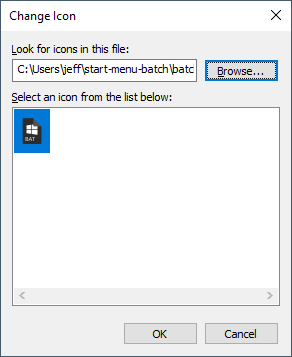 Change Icon
Look for icons in this file:
C:\Users\jeff\start-menu-batch\batc
Browse...
Select an icon from the list below:
BAT
OK
Cancel